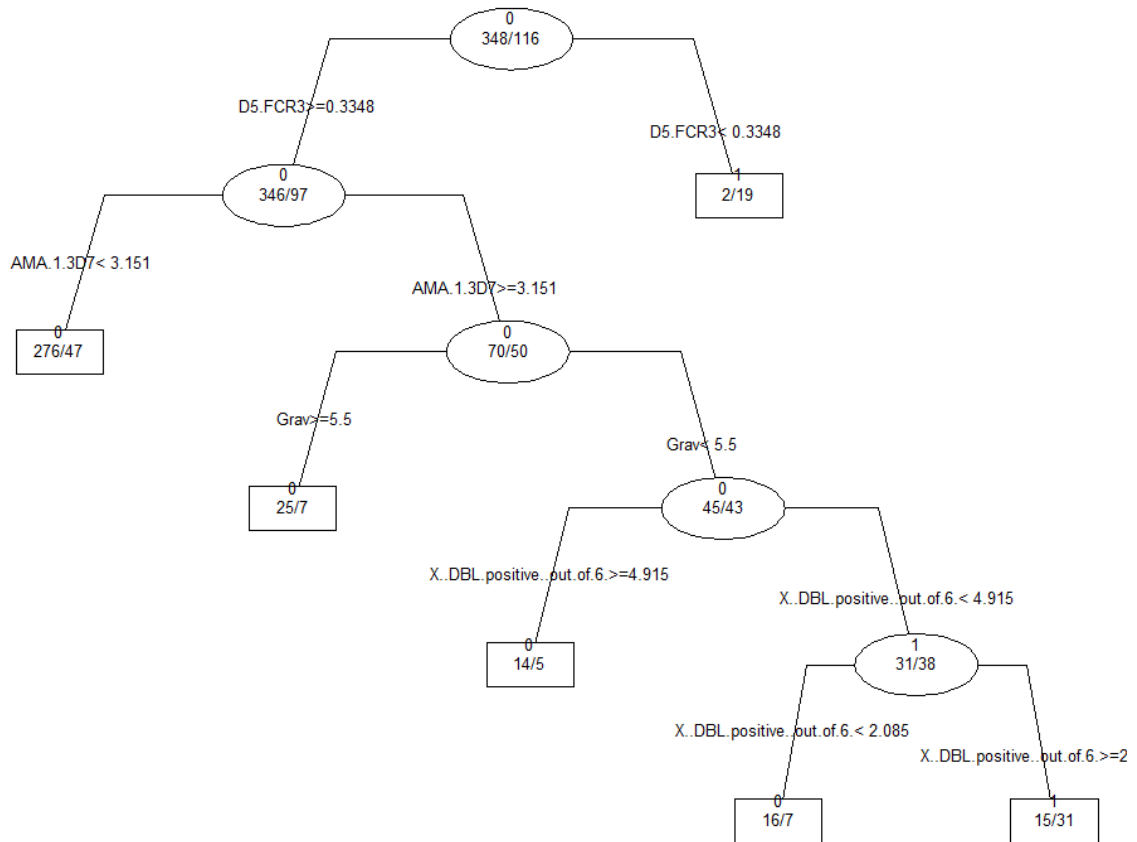 0
348/116
D5.FCR3>=0.3348
D5.FCR3< 0.3348
0
346/97
1
2/19
AMA.1.3D7< 3.151
AMA.1.3D7>=3.151
0
276/47
0
70/50
Grav>=5.5
Grav< 5.5
0
25/7
0
45/43
X..DBL.positive..out.of.6.>=4.915
X..DBL.positive..out.of.6.< 4.915
0
14/5
1
31/38
X..DBL.positive..out.of.6.< 2.085
X..DBL.positive..out.of.6.>=2
0
16/7
1
15/31